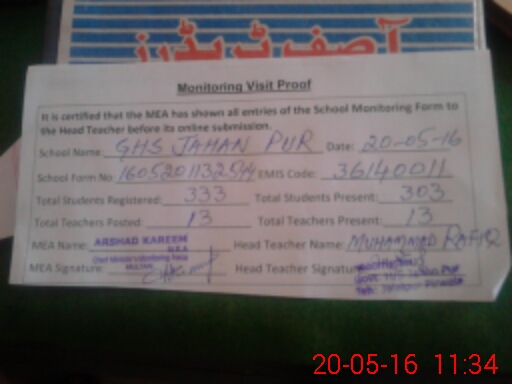 آصف ٹریڈرز
Monitoring Visit Proof
It is certified that the MEA has shown all entries of the School Monitoring Form to
the Head Teacher before its online submission.
School Name: GHS JAHAN PUR Date: 20-05-16
School Form No: EMIS Code: 36140011
Total Students Registered: 333 Total Students Present: 303
Total Teachers Posted: 13 Total Teachers Present: 13
MEA Name: ARSHAD KAREEM Head Teacher Name: MUHAMMAD RAFIQ
M.E.A
MEA Signature: Head Teacher Signature
MULTAN
20-05-16 11:34